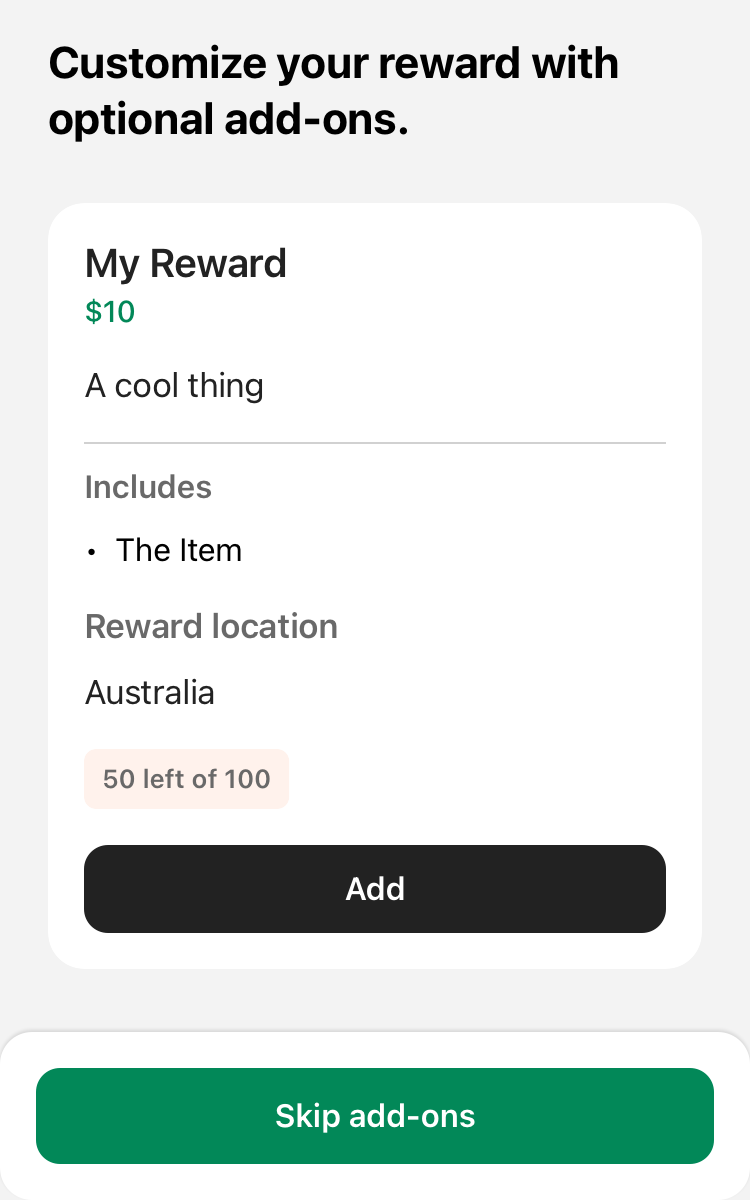 Customize your reward with
optional add-ons.
My Reward
$10
A cool thing
Includes
• The Item
Reward location
Australia
50 left of 100
Add
Skip add-ons